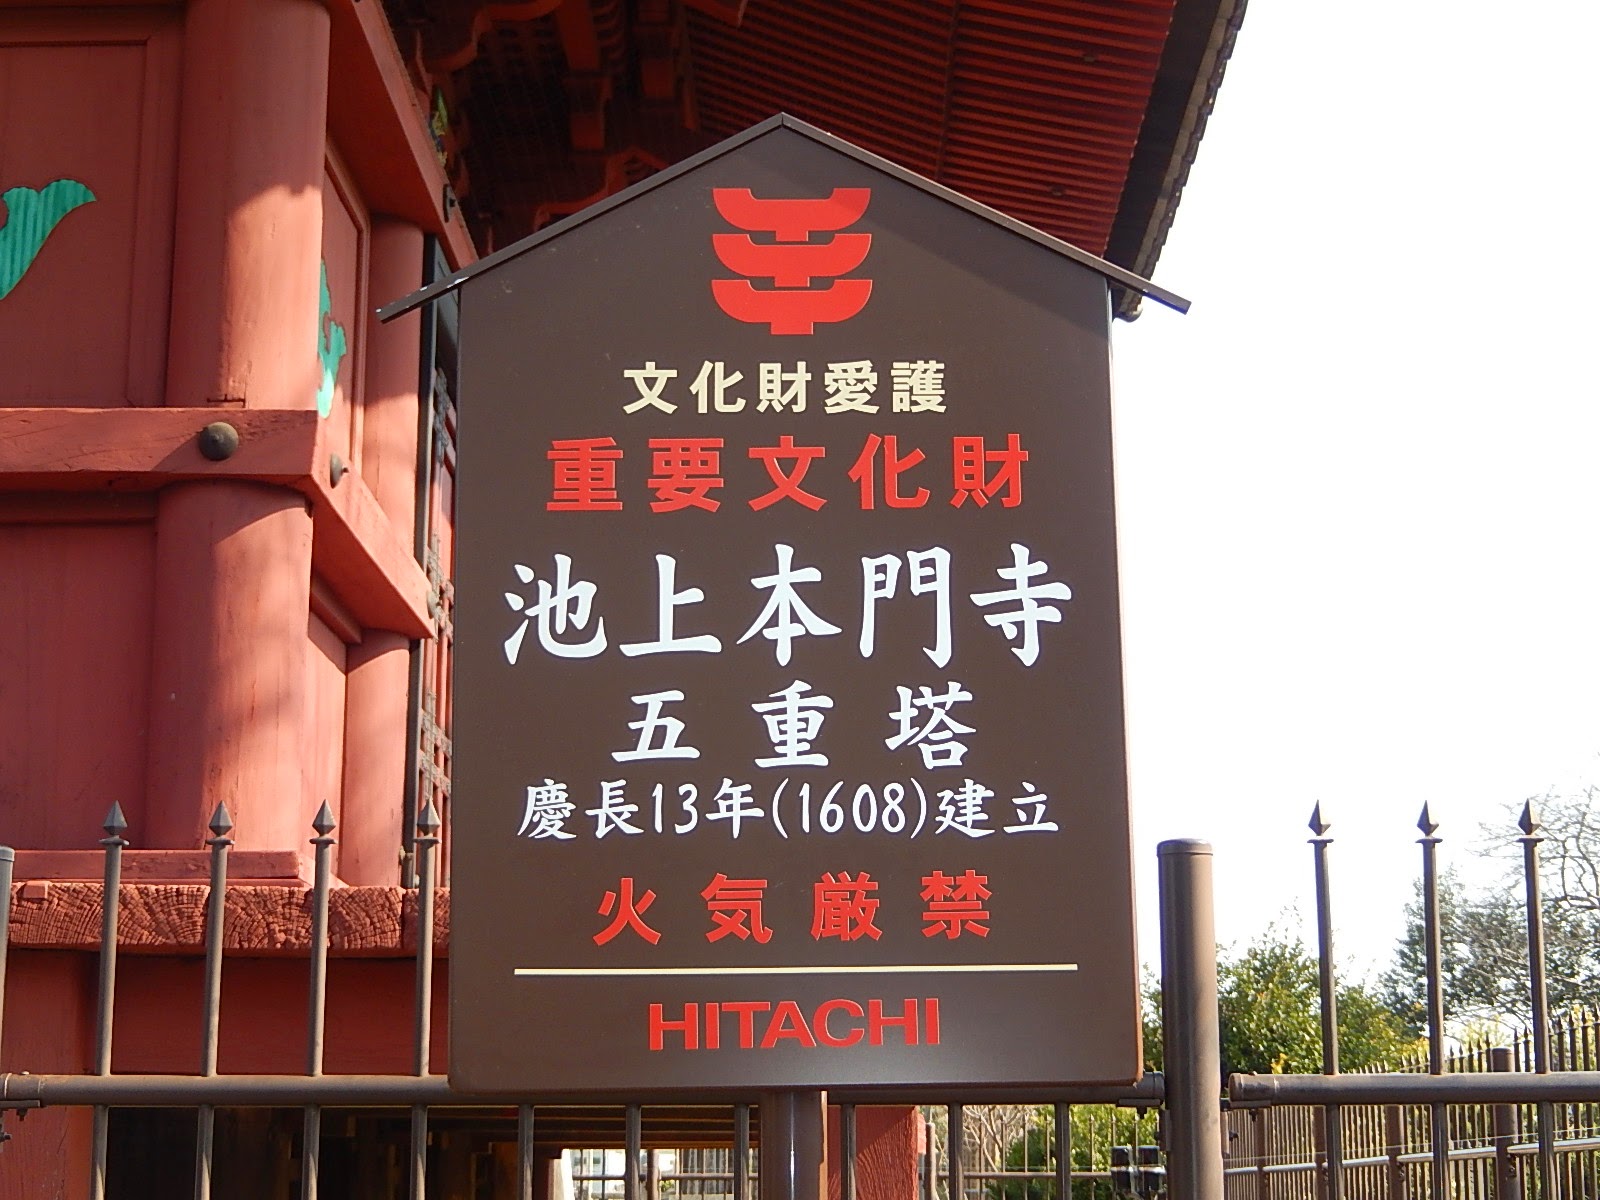 文化財愛護
重要文化財
池上本門寺
五重塔
慶長13年(1608)建立
火気厳禁
HITACHI